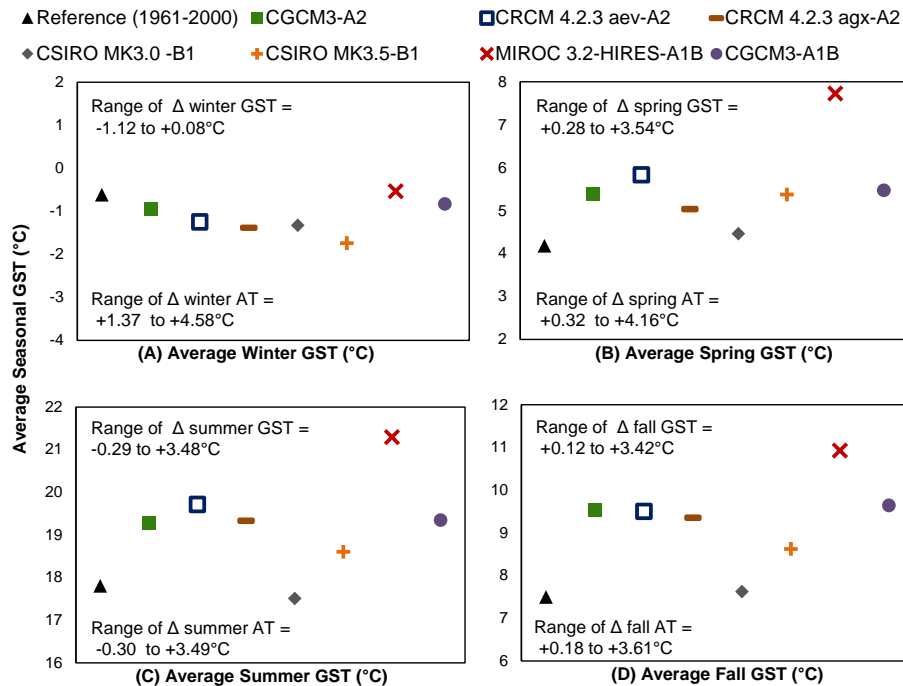 Reference (1961-2000) CGCM3-A2 CRCM 4.2.3 aev-A2 CRCM 4.2.3 agx-A2
CSIRO MK3.0 -B1 CSIRO MK3.5-B1 MIROC 3.2-HIRES-A1B CGCM3-A1B
Average Seasonal GST (°C)
2
1
0
-1
-2
-3
-4
Range of Δ winter GST =
-1.12 to +0.08°C
Range of Δ winter AT =
+1.37 to +4.58°C
(A) Average Winter GST (°C)
8
7
6
5
4
3
2
Range of Δ spring GST =
+0.28 to +3.54°C
Range of Δ spring AT =
+0.32 to +4.16°C
(B) Average Spring GST (°C)
22
21
20
19
18
17
16
Range of Δ summer GST =
-0.29 to +3.48°C
Range of Δ summer AT =
-0.30 to +3.49°C
(C) Average Summer GST (°C)
12
11
10
9
8
7
6
Range of Δ fall GST =
+0.12 to +3.42°C
Range of Δ fall AT =
+0.18 to +3.61°C
(D) Average Fall GST (°C)